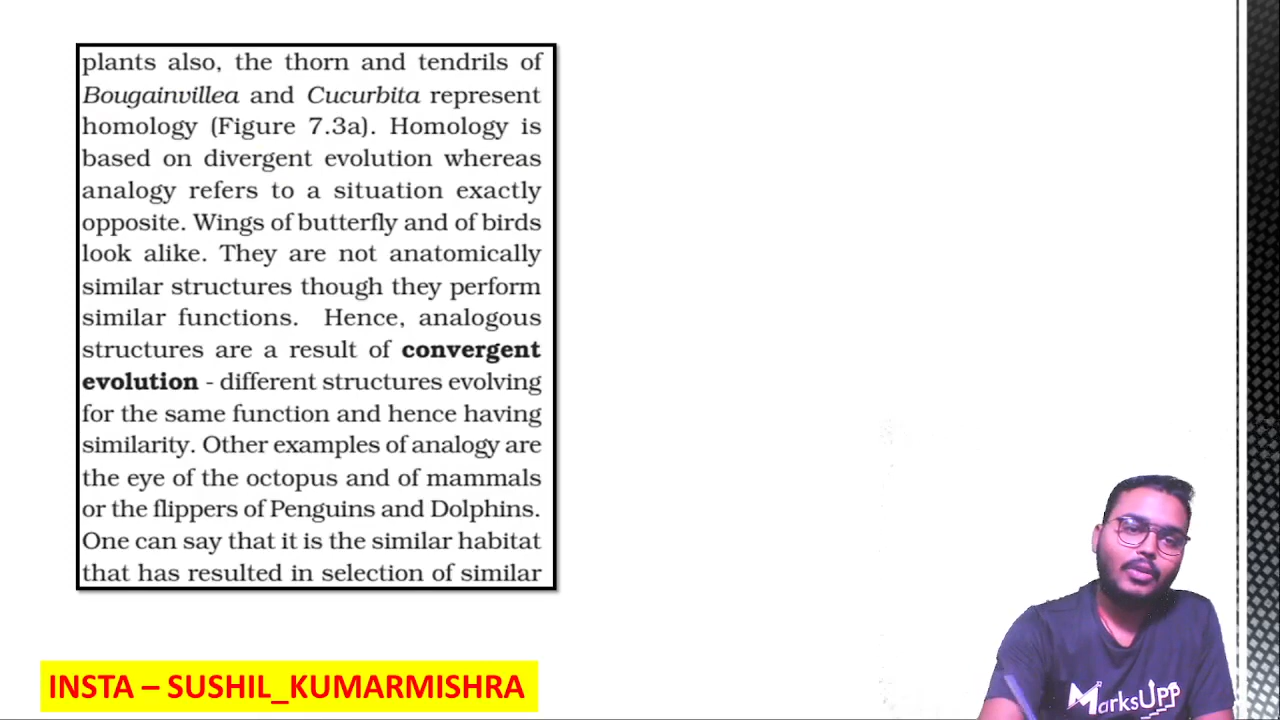 plants also, the thorn and tendrils of
Bougainvillea and Cucurbita represent
homology (Figure 7.3a). Homology is
based on divergent evolution whereas
analogy refers to a situation exactly
opposite. Wings of butterfly and of birds
look alike. They are not anatomically
similar structures though they perform
similar functions. Hence, analogous
structures are a result of convergent
evolution - different structures evolving
for the same function and hence having
similarity. Other examples of analogy are
the eye of the octopus and of mammals
or the flippers of Penguins and Dolphins.
One can say that it is the similar habitat
that has resulted in selection of similar
INSTA – SUSHIL_KUMARMISHRA
MarksUpp